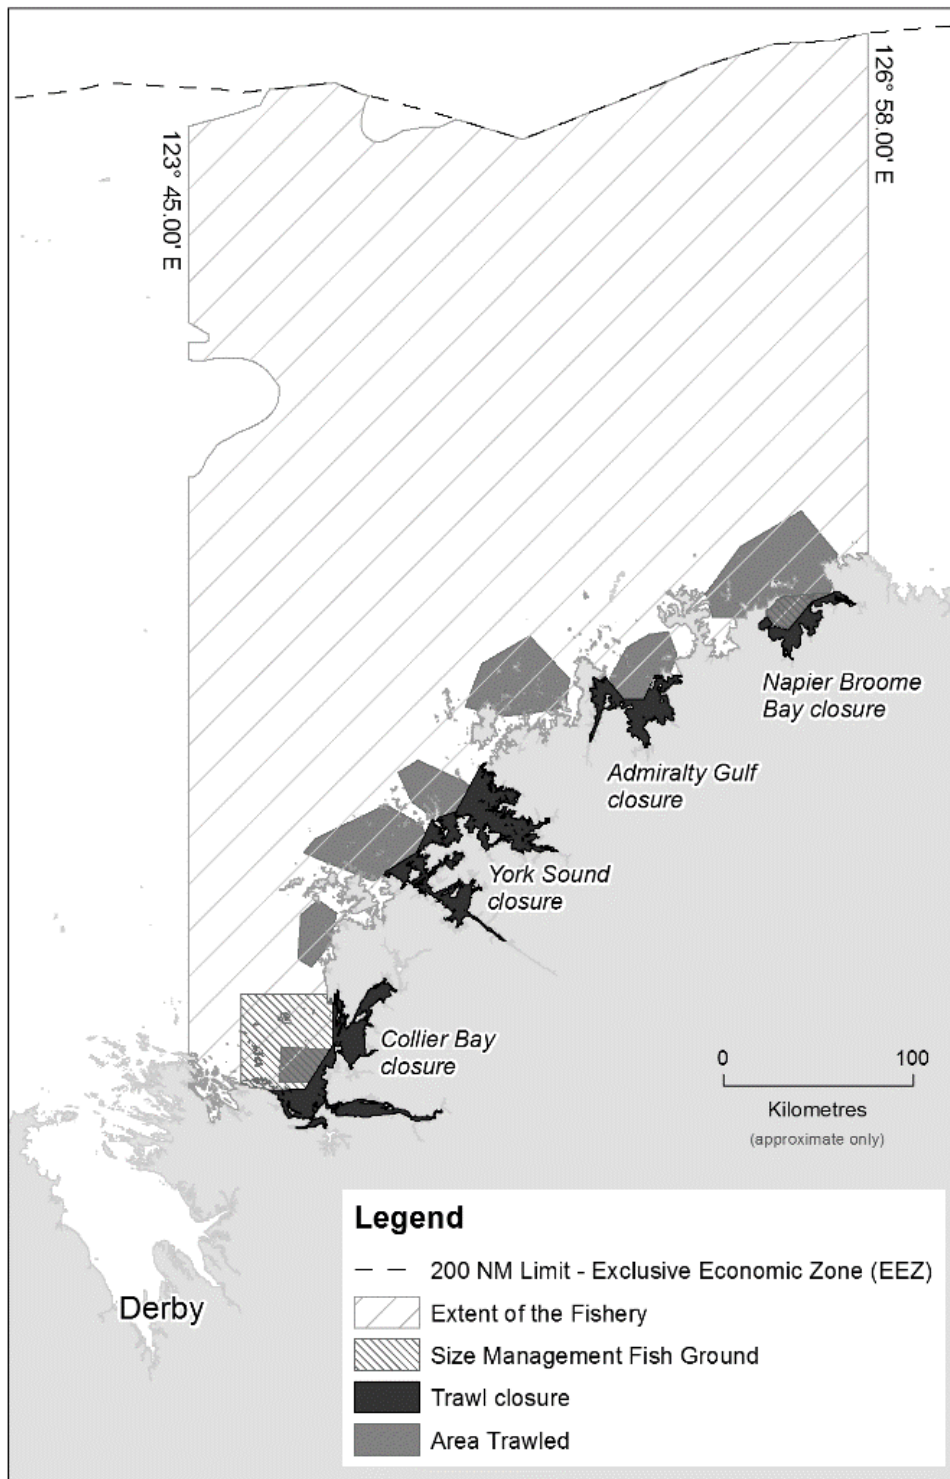 126° 58.00' E
123° 45.00' E
Napier Broome
Bay closure
Admiralty Gulf
closure
York Sound
closure
Collier Bay
closure
0 100
Kilometres
(approximate only)
Derby
Legend
200 NM Limit - Exclusive Economic Zone (EEZ)
Extent of the Fishery
Size Management Fish Ground
Trawl closure
Area Trawled